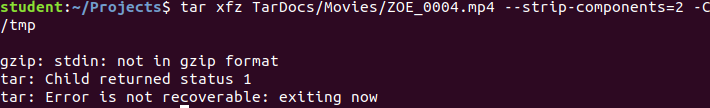 student:~/Projects$ tar xfz TarDocs/Movies/ZOE_0004.mp4 --strip-components=2 -C
/tmp
gzip: stdin: not in gzip format
tar: Child returned status 1
tar: Error is not recoverable: exiting now